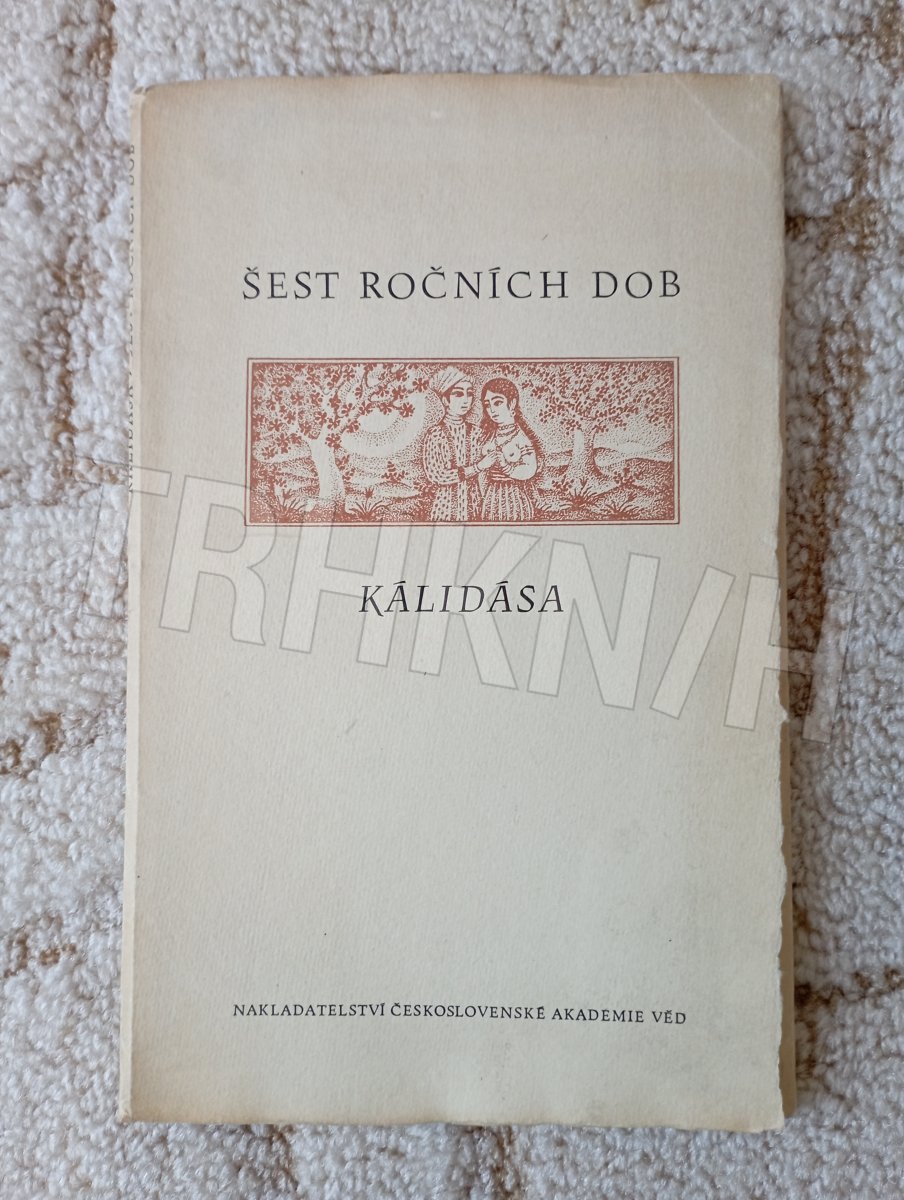 ŠEST ROČNÍCH DOB
KÁLIDÁSA
NAKLADATELSTVÍ ČESKOSLOVENSKÉ AKADEMIE VĚD
TRHKNIH